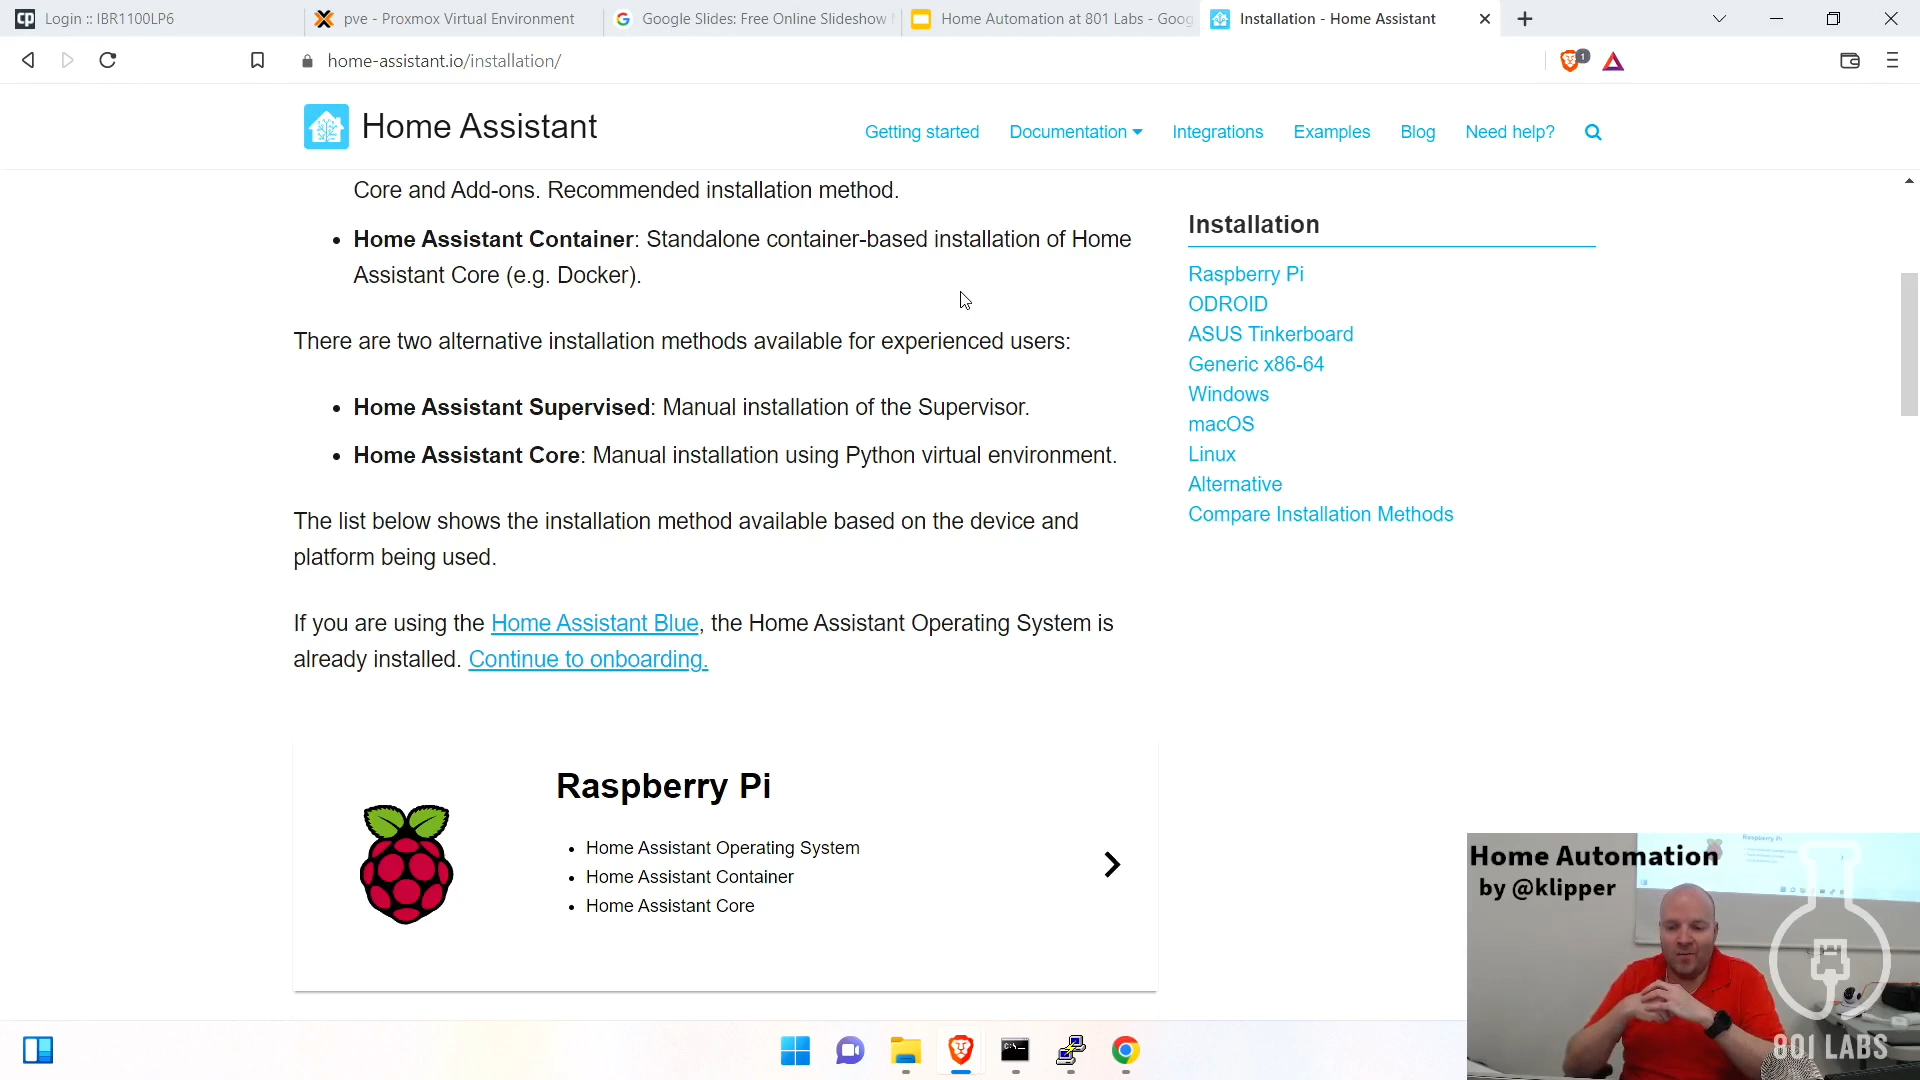 Login :: IBR1100LP6
pve - Proxmox Virtual Environment
Google Slides: Free Online Slideshow
Home Automation at 801 Labs - Goog
Installation - Home Assistant
home-assistant.io/installation/
1
Home Assistant
Getting started
Documentation
Integrations
Examples
Blog
Need help?
Core and Add-ons. Recommended installation method.
• Home Assistant Container: Standalone container-based installation of Home
Assistant Core (e.g. Docker).
There are two alternative installation methods available for experienced users:
• Home Assistant Supervised: Manual installation of the Supervisor.
• Home Assistant Core: Manual installation using Python virtual environment.
The list below shows the installation method available based on the device and
platform being used.
If you are using the Home Assistant Blue, the Home Assistant Operating System is
already installed. Continue to onboarding.
Raspberry Pi
• Home Assistant Operating System
• Home Assistant Container
• Home Assistant Core
Installation
Raspberry Pi
ODROID
ASUS Tinkerboard
Generic x86-64
Windows
macOS
Linux
Alternative
Compare Installation Methods
Raspberry Pi
Home Automation
by @klipper
801 LABS